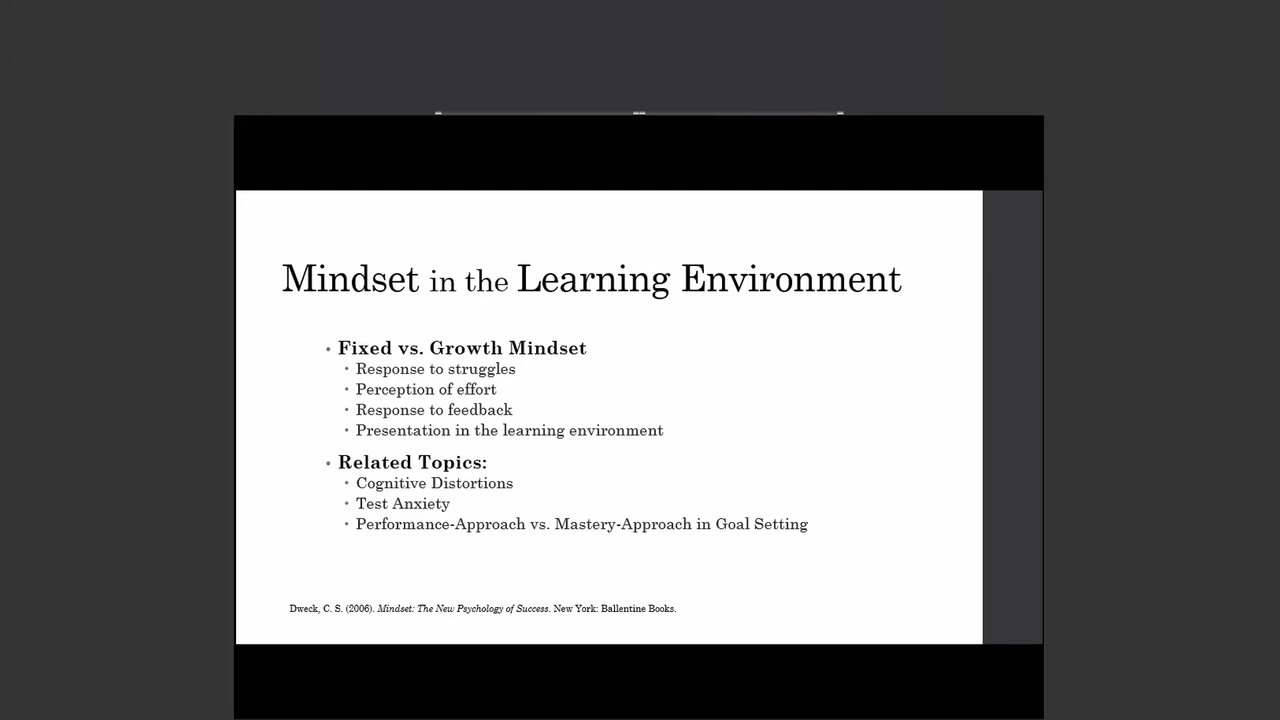 Mindset in the Learning Environment
• Fixed vs. Growth Mindset
• Response to struggles
• Perception of effort
• Response to feedback
• Presentation in the learning environment
• Related Topics:
• Cognitive Distortions
• Test Anxiety
• Performance-Approach vs. Mastery-Approach in Goal Setting
Dweck, C. S. (2006). Mindset: The New Psychology of Success. New York: Ballentine Books.